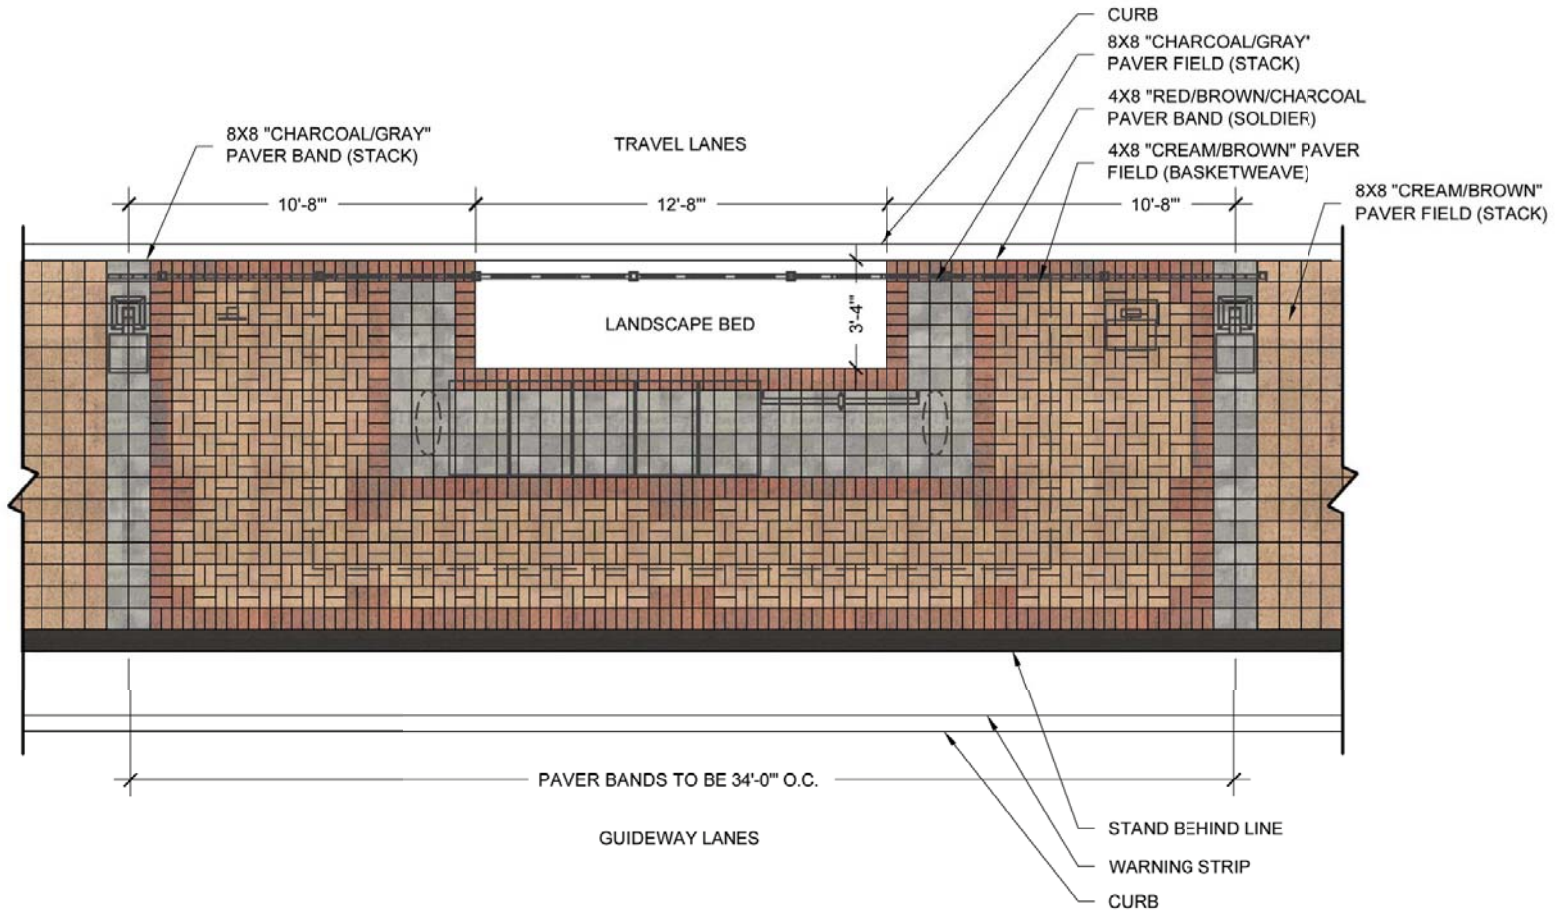 CURB
8X8 "CHARCOAL/GRAY"
PAVER FIELD (STACK)
4X8 "RED/BROWN/CHARCOAL
PAVER BAND (SOLDIER)
4X8 "CREAM/BROWN" PAVER
FIELD (BASKETWEAVE)
8X8 "CREAM/BROWN"
PAVER FIELD (STACK)
8X8 "CHARCOAL/GRAY"
PAVER BAND (STACK)
TRAVEL LANES
10'-8"'
12'-8"'
10'-8"'
3'-4"'
LANDSCAPE BED
PAVER BANDS TO BE 34'-0"' O.C.
GUIDEWAY LANES
STAND BEHIND LINE
WARNING STRIP
CURB